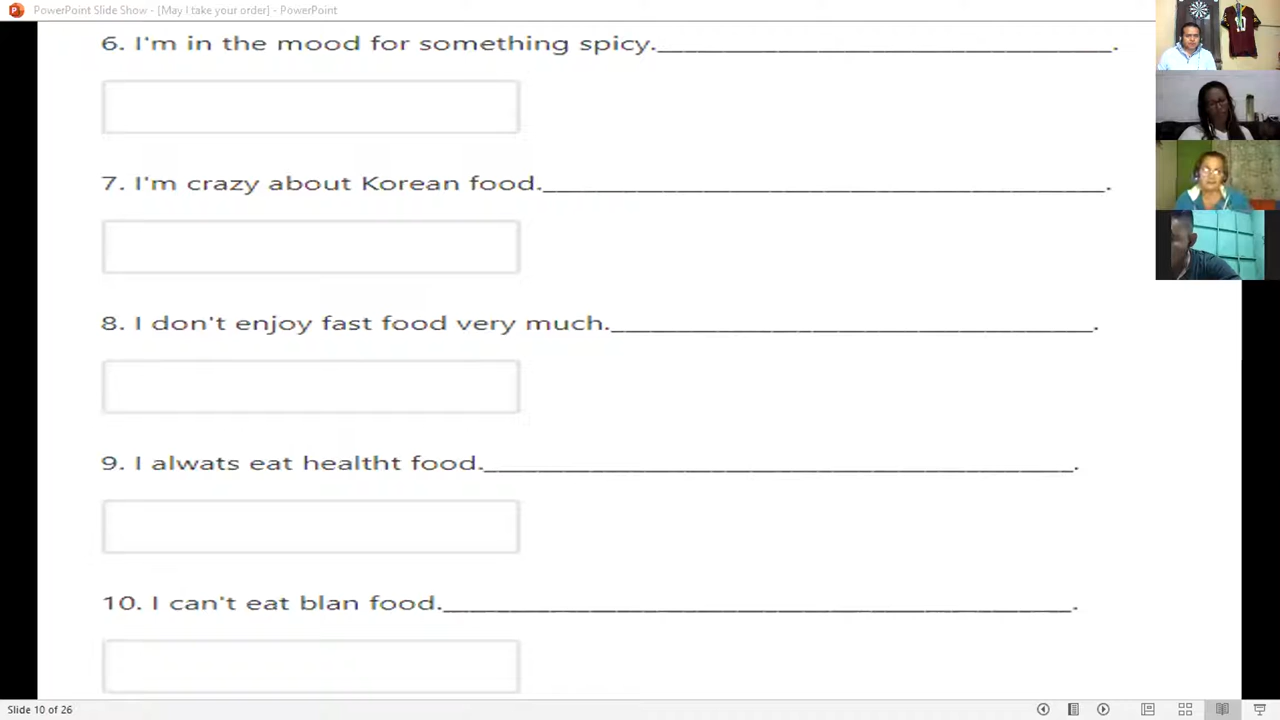 PowerPoint Slide Show - [May I take your order] - PowerPoint
6. I'm in the mood for something spicy.___________________________________.
7. I'm crazy about Korean food.___________________________________________.
8. I don't enjoy fast food very much._____________________________________.
9. I alwats eat healtht food._____________________________________________.
10. I can't eat blan food.________________________________________________.
Slide 10 of 26